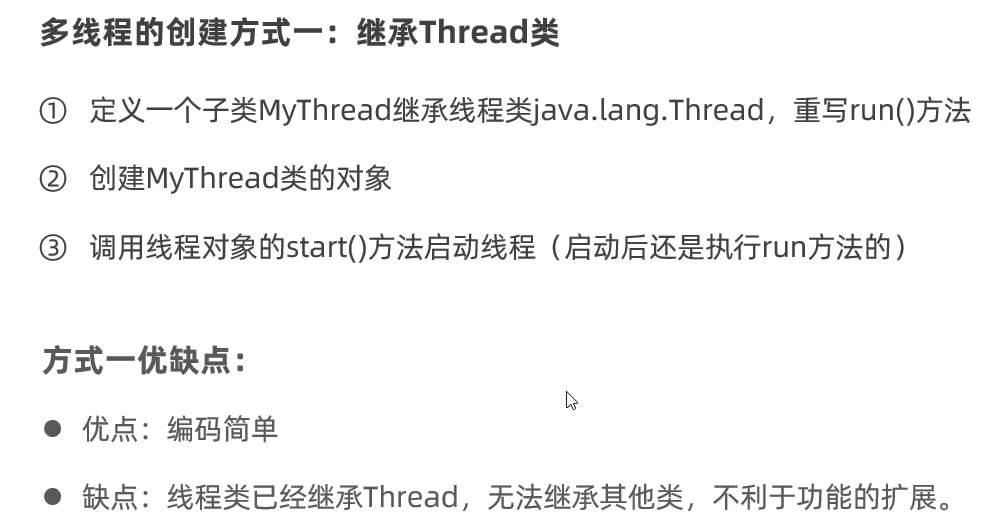 多线程的创建方式一：继承Thread类
① 定义一个子类MyThread继承线程类java.lang.Thread，重写run()方法
② 创建MyThread类的对象
③ 调用线程对象的start()方法启动线程（启动后还是执行run方法的）
方式一优缺点：
● 优点：编码简单
● 缺点：线程类已经继承Thread，无法继承其他类，不利于功能的扩展。